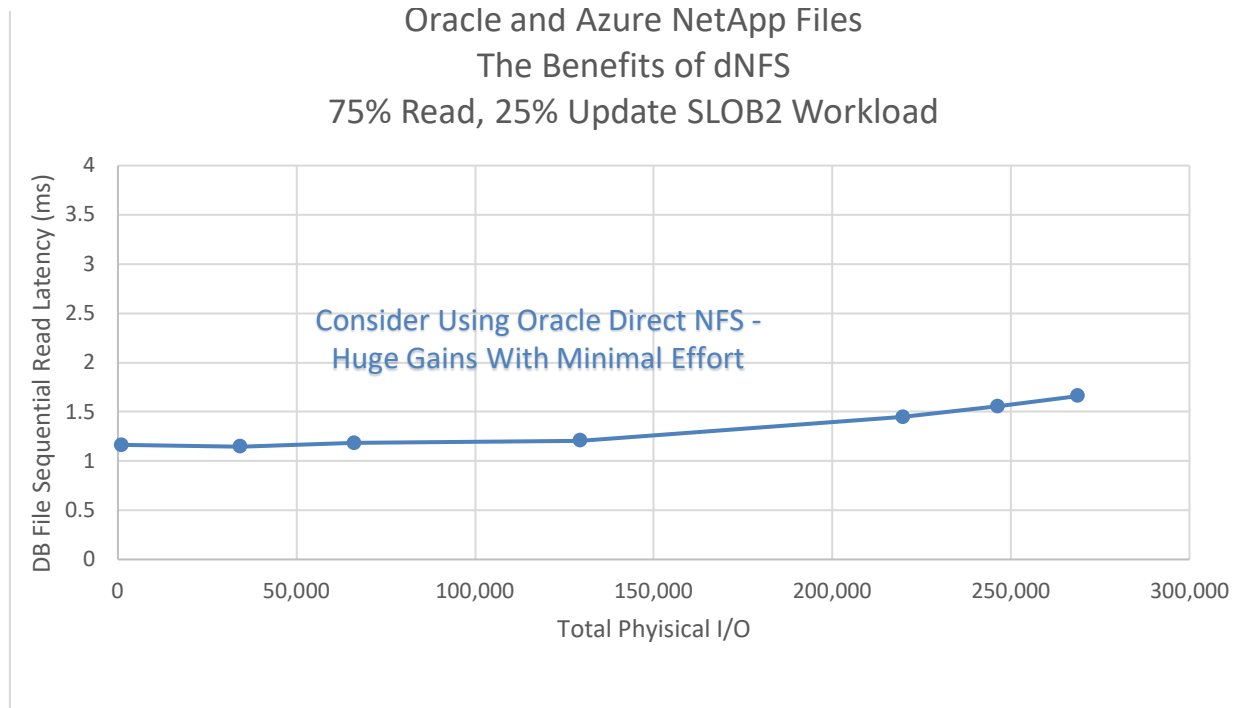 Oracle and Azure NetApp Files
The Benefits of dNFS
75% Read, 25% Update SLOB2 Workload
DB File Sequential Read Latency (ms)
4
3.5
3
2.5
2
1.5
1
0.5
0
Consider Using Oracle Direct NFS -
Huge Gains With Minimal Effort
0
50,000
100,000
150,000
200,000
250,000
300,000
Total Phyisical I/O